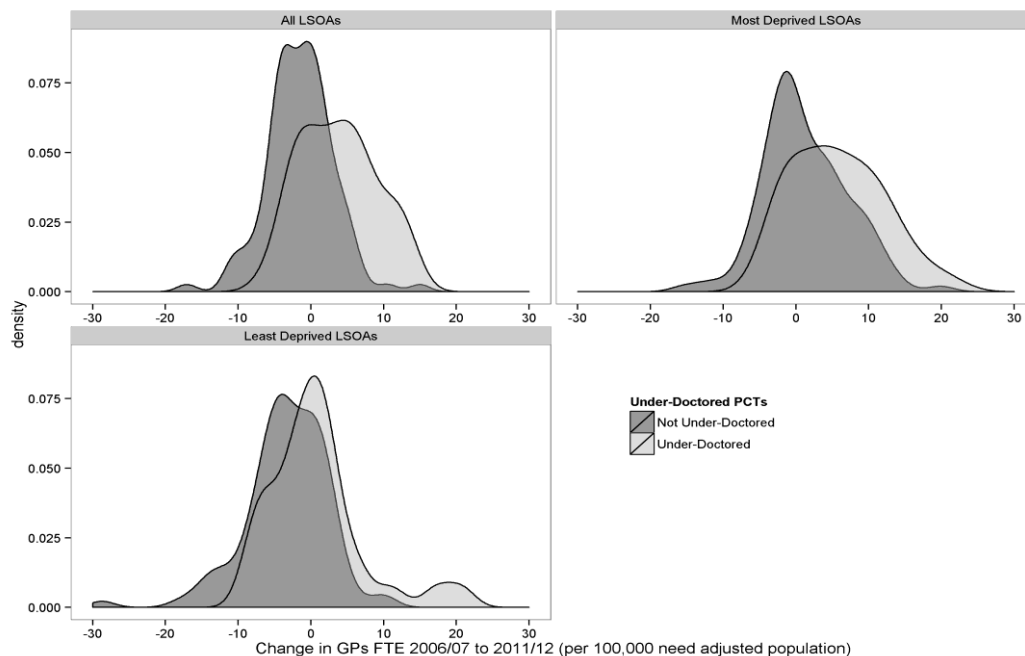 All LSOAs
Most Deprived LSOAs
density
0.075
0.050
0.025
0.000
-30 -20 -10 0 10 20 30
-30 -20 -10 0 10 20 30
Least Deprived LSOAs
0.075
0.050
0.025
0.000
-30 -20 -10 0 10 20 30
Under-Doctored PCTs
Not Under-Doctored
Under-Doctored
Change in GPs FTE 2006/07 to 2011/12 (per 100,000 need adjusted population)